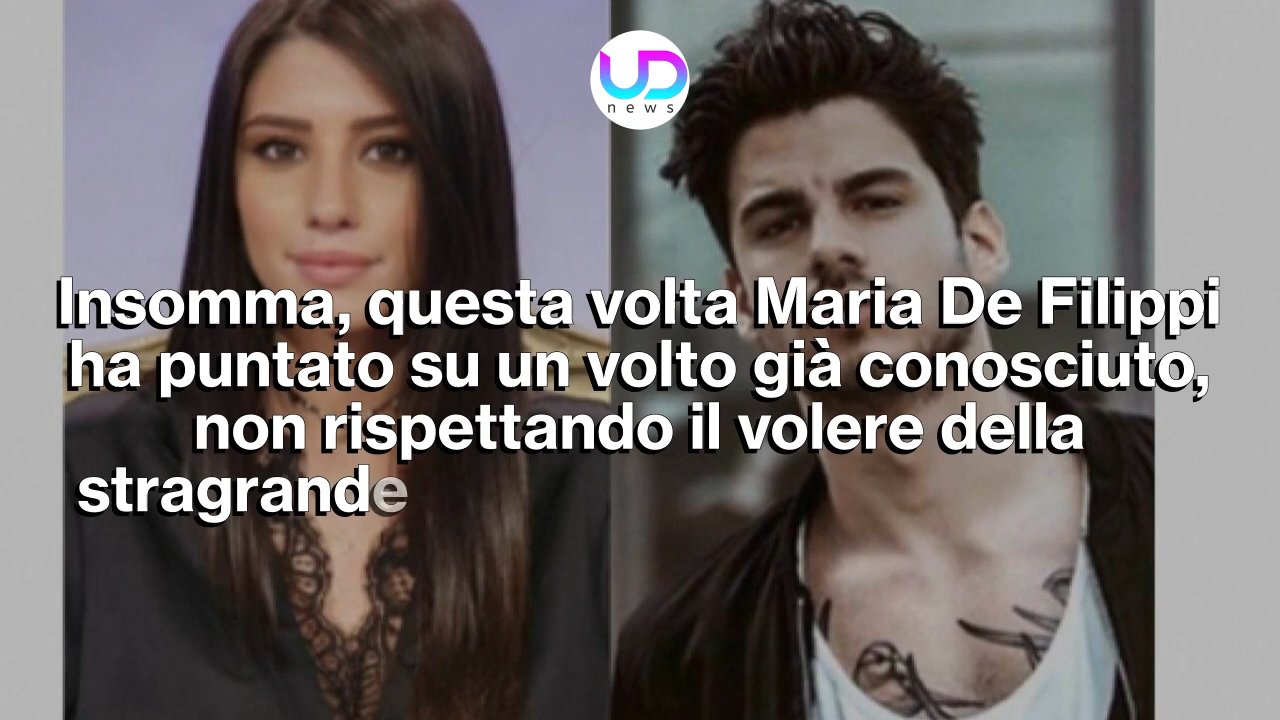 UD
news
Insomma, questa volta Maria De Filippi
ha puntato su un volto già conosciuto,
non rispettando il volere della
stragrande